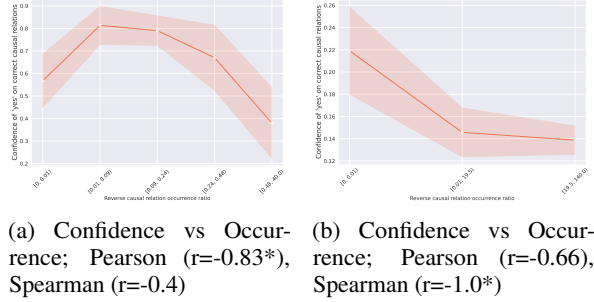 0.9
0.8
0.7
0.6
0.5
0.4
0.3
0.2
Confidence of 'yes' on correct causal relations
[0, 0.01)
[0.01, 0.09)
[0.09, 0.24)
[0.24, 0.48)
[0.48, 40.0)
Reverse causal relation occurrence ratio
0.26
0.24
0.22
0.20
0.18
0.16
0.14
0.12
Confidence of 'yes' on correct causal relations
[0, 0.01)
[0.01, 19.5)
[19.5, 140.0)
Reverse causal relation occurrence ratio
(a) Confidence vs Occur-
rence; Pearson (r=-0.83*),
Spearman (r=-0.4)
(b) Confidence vs Occur-
rence; Pearson (r=-0.66),
Spearman (r=-1.0*)